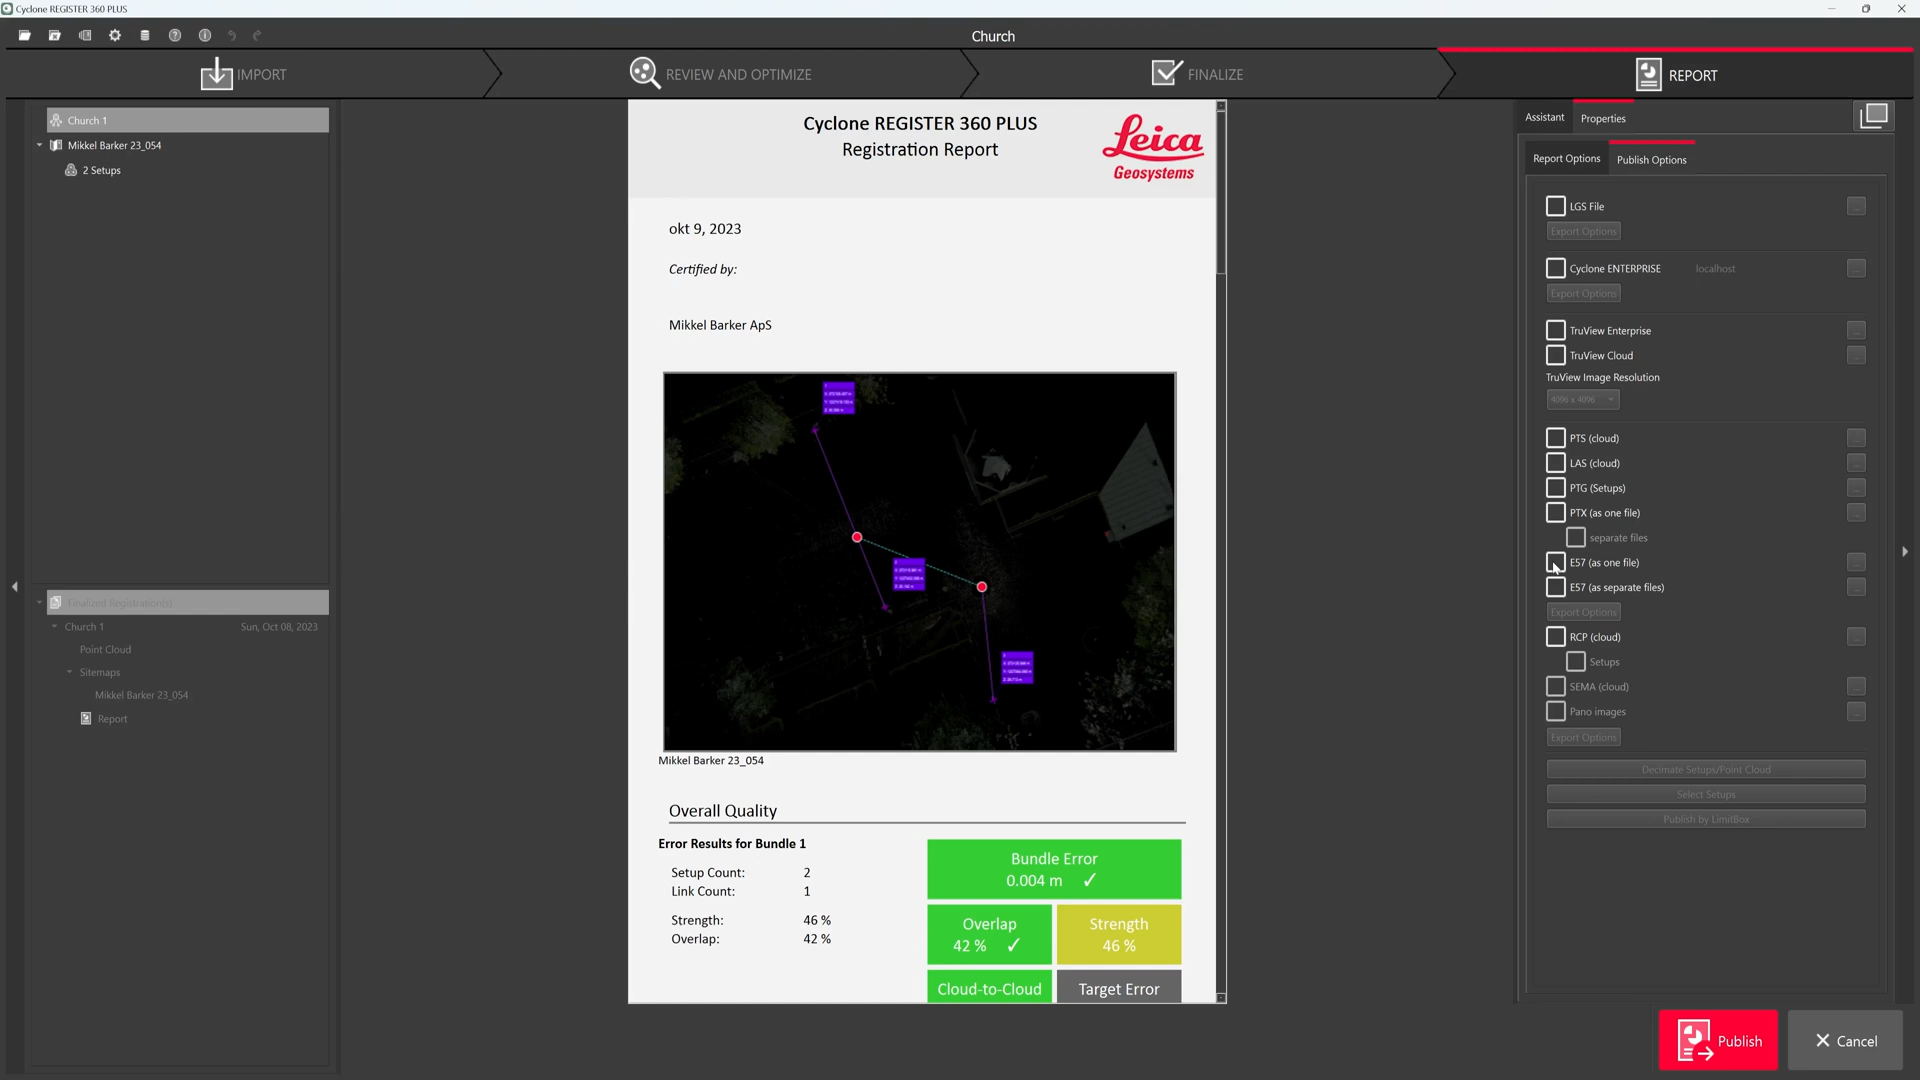 Cyclone REGISTER 360 PLUS
Church
IMPORT
REVIEW AND OPTIMIZE
FINALIZE
REPORT
Church 1
Mikkel Barker 23_054
2 Setups
Finalized Registration(s)
Church 1 Sun, Oct 08, 2023
Point Cloud
Sitemaps
Mikkel Barker 23_054
Report
Cyclone REGISTER 360 PLUS
Registration Report
Leica
Geosystems
okt 9, 2023
Certified by:
Mikkel Barker ApS
Mikkel Barker 23_054
Overall Quality
Error Results for Bundle 1
Setup Count: 2
Link Count: 1
Strength: 46 %
Overlap: 42 %
Bundle Error
0.004 m ✓
Overlap
42 % ✓
Strength
46 %
Cloud-to-Cloud
Target Error
Assistant
Properties
Report Options
Publish Options
LGS File
...
Export Options
Cyclone ENTERPRISE localhost
...
Export Options
TruView Enterprise
...
TruView Cloud
...
TruView Image Resolution
4096 x 4096
PTS (cloud)
...
LAS (cloud)
...
PTG (Setups)
...
PTX (as one file)
...
separate files
E57 (as one file)
...
E57 (as separate files)
...
Export Options
RCP (cloud)
...
Setups
SEMA (cloud)
...
Pano images
...
Export Options
Decimate Setups/Point Cloud
Select Setups
Publish by LimitBox
Publish
Cancel